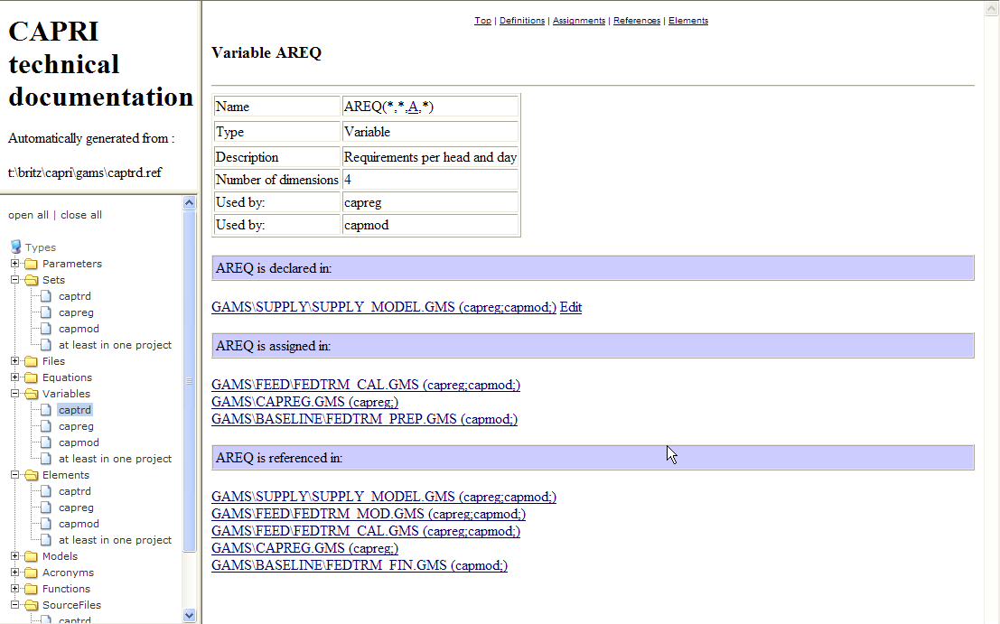 CAPRI
technical
documentation
Automatically generated from :
t:\britz\capri\gams\captrd.ref
open all | close all
Types
Parameters
Sets
captrd
capreg
capmod
at least in one project
Files
Equations
Variables
captrd
capreg
capmod
at least in one project
Elements
captrd
capreg
capmod
at least in one project
Models
Acronyms
Functions
SourceFiles
captrd
Top | Definitions | Assignments | References | Elements
Variable AREQ
Name AREQ(*,*,A,*)
Type Variable
Description Requirements per head and day
Number of dimensions 4
Used by: capreg
Used by: capmod
AREQ is declared in:
GAMS\SUPPLY\SUPPLY_MODEL.GMS (capreg;capmod;) Edit
AREQ is assigned in:
GAMS\FEED\FEDTRM_CAL.GMS (capreg;capmod;)
GAMS\CAPREG.GMS (capreg;)
GAMS\BASELINE\FEDTRM_PREP.GMS (capmod;)
AREQ is referenced in:
GAMS\SUPPLY\SUPPLY_MODEL.GMS (capreg;capmod;)
GAMS\FEED\FEDTRM_MOD.GMS (capreg;capmod;)
GAMS\FEED\FEDTRM_CAL.GMS (capreg;capmod;)
GAMS\CAPREG.GMS (capreg;)
GAMS\BASELINE\FEDTRM_FIN.GMS (capmod;)